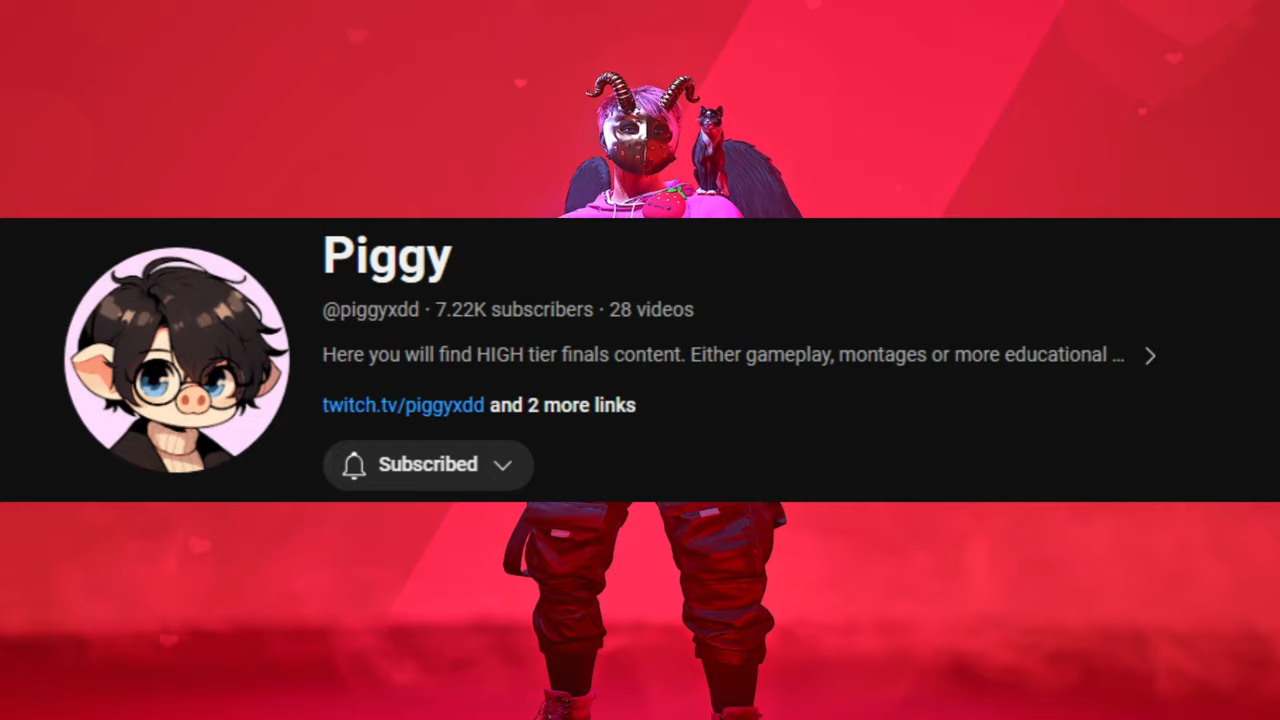 Piggy
@piggyxdd · 7.22K subscribers · 28 videos
Here you will find HIGH tier finals content. Either gameplay, montages or more educational ...
twitch.tv/piggyxdd and 2 more links
Subscribed